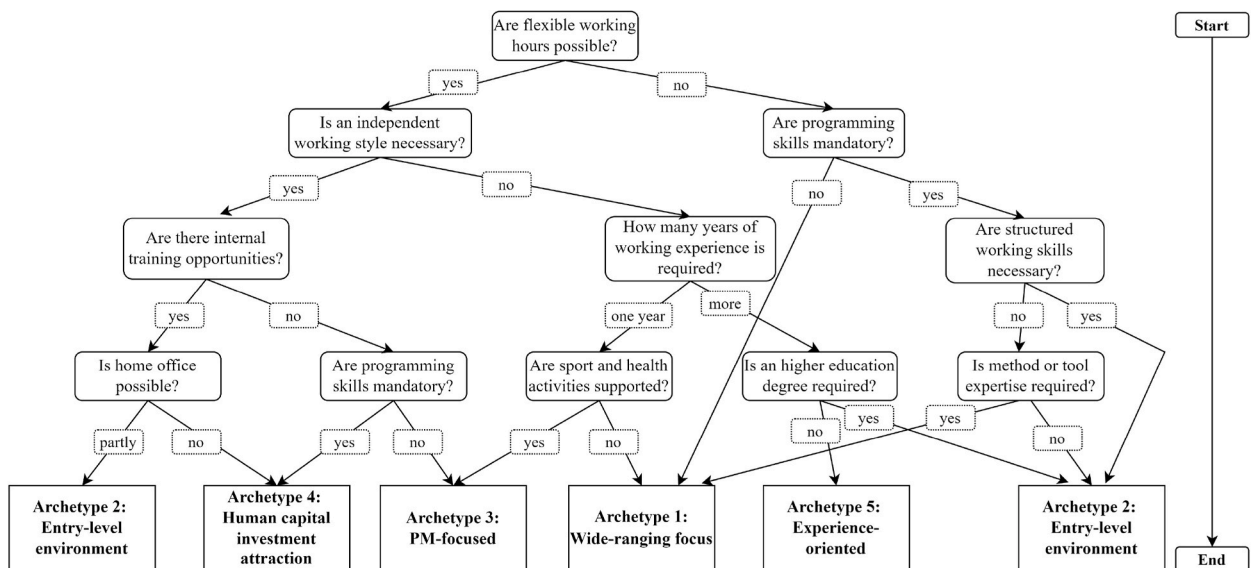 Are flexible working
hours possible?
Start
yes
no
Is an independent
working style necessary?
Are programming
skills mandatory?
yes
no
no
yes
Are there internal
training opportunities?
How many years of
working experience is
required?
Are structured
working skills
necessary?
yes
no
one year
more
no
yes
Is home office
possible?
Are programming
skills mandatory?
Are sport and health
activities supported?
Is an higher education
degree required?
Is method or tool
expertise required?
partly
no
yes
no
yes
no
no
yes
yes
no
Archetype 2:
Entry-level
environment
Archetype 4:
Human capital
investment
attraction
Archetype 3:
PM-focused
Archetype 1:
Wide-ranging focus
Archetype 5:
Experience-
oriented
Archetype 2:
Entry-level
environment
End